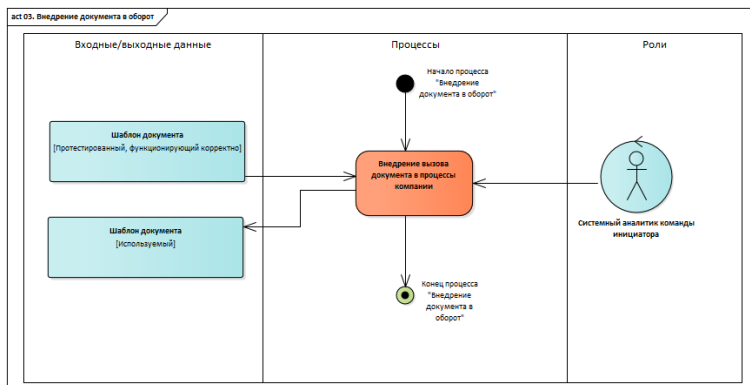 act 03. Внедрение документа в оборот
Входные/выходные данные
Процессы
Роли
Начало процесса
"Внедрение
документа в оборот"
Шаблон документа
[Протестированный, функционирующий корректно]
Внедрение вызова
документа в процессы
компании
Системный аналитик команды
инициатора
Шаблон документа
[Используемый]
Конец процесса
"Внедрение
документа в
оборот"